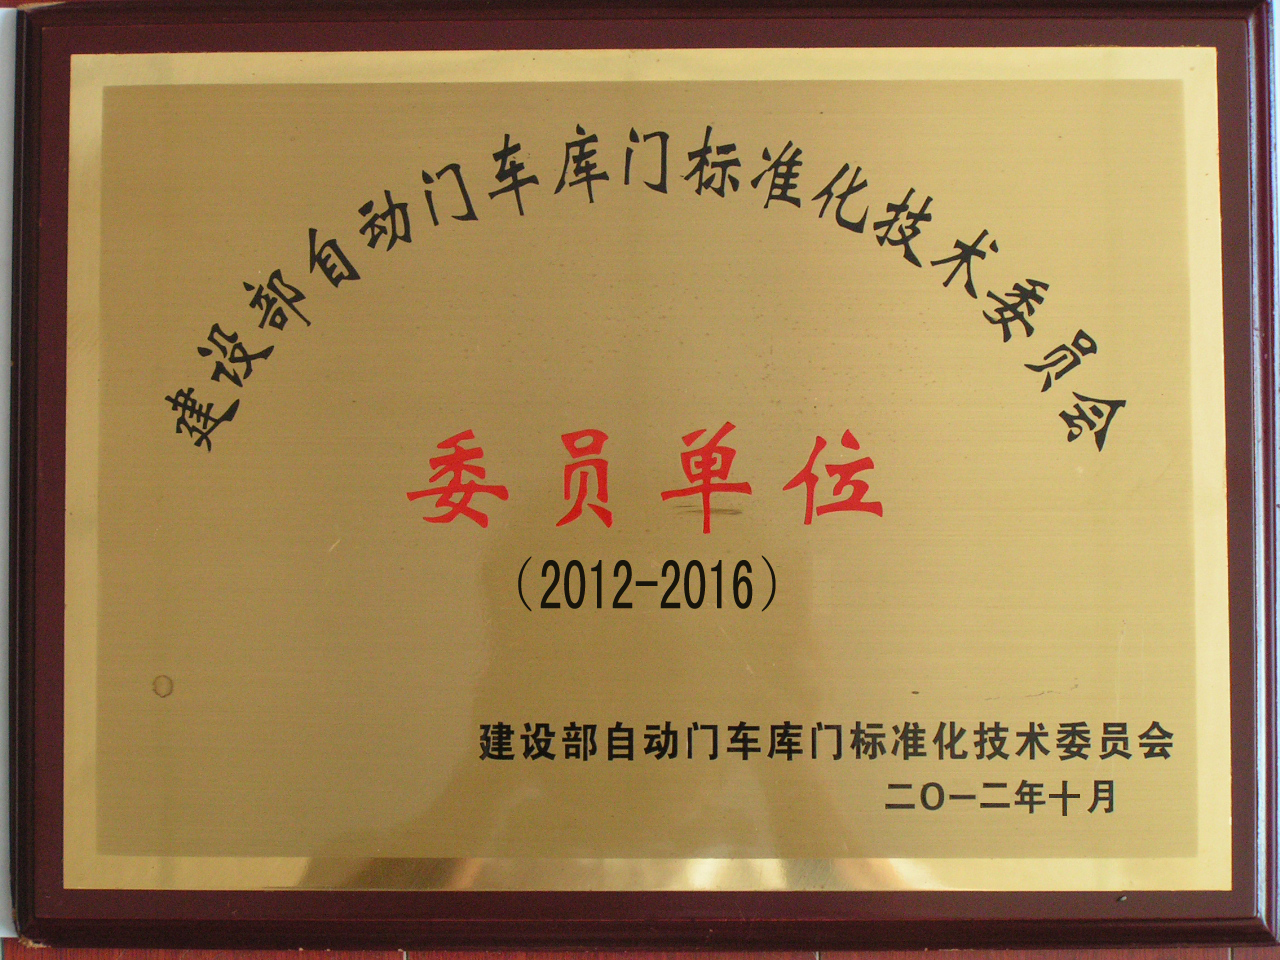 建设部自动门车库门标准化技术委员会
委员单位
（2012-2016）
建设部自动门车库门标准化技术委员会
二〇一二年十月